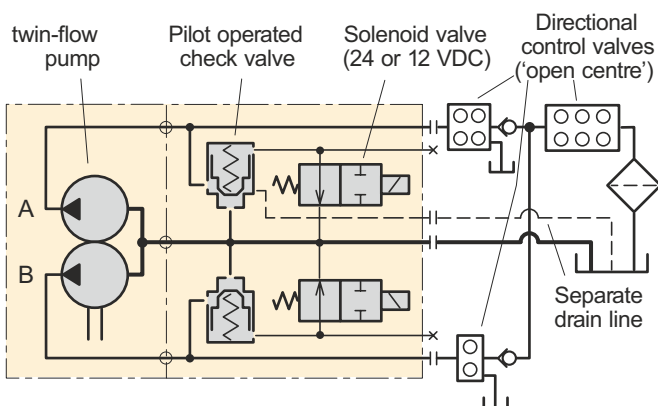 twin-flow
pump
Pilot operated
check valve
Solenoid valve
(24 or 12 VDC)
Directional
control valves
(‘open centre’)
A
B
Separate
drain line